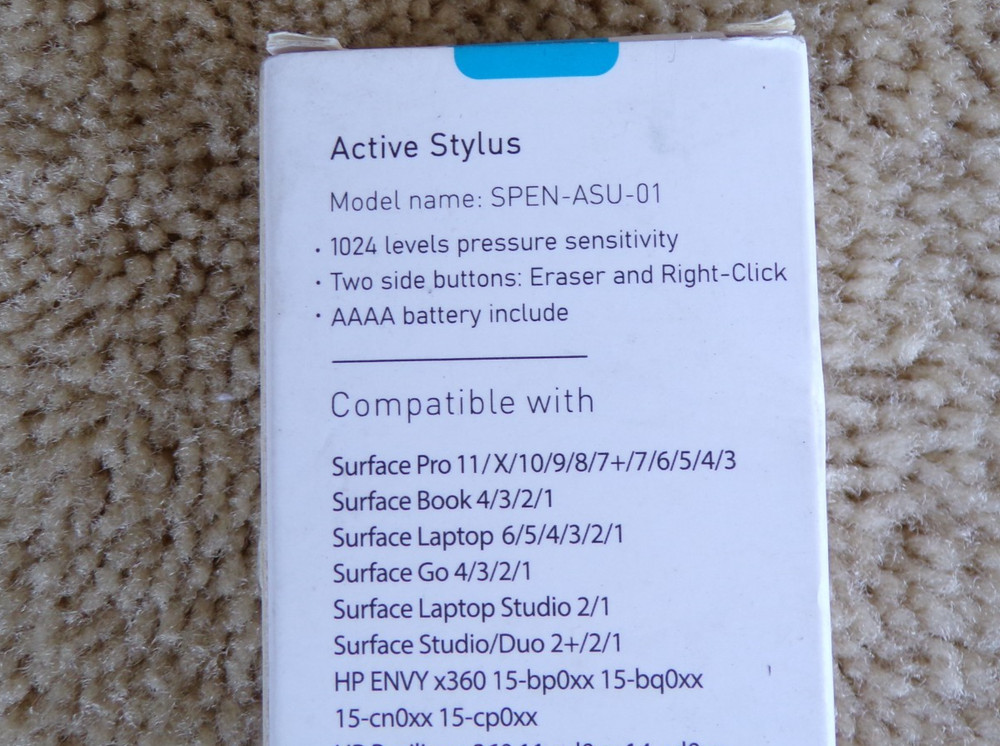 Active Stylus
Model name: SPEN-ASU-01
· 1024 levels pressure sensitivity
· Two side buttons: Eraser and Right-Click
· AAAA battery include
Compatible with
Surface Pro 11/X/10/9/8/7+/7/6/5/4/3
Surface Book 4/3/2/1
Surface Laptop 6/5/4/3/2/1
Surface Go 4/3/2/1
Surface Laptop Studio 2/1
Surface Studio/Duo 2+/2/1
HP ENVY x360 15-bp0xx 15-bq0xx
15-cn0xx 15-cp0xx